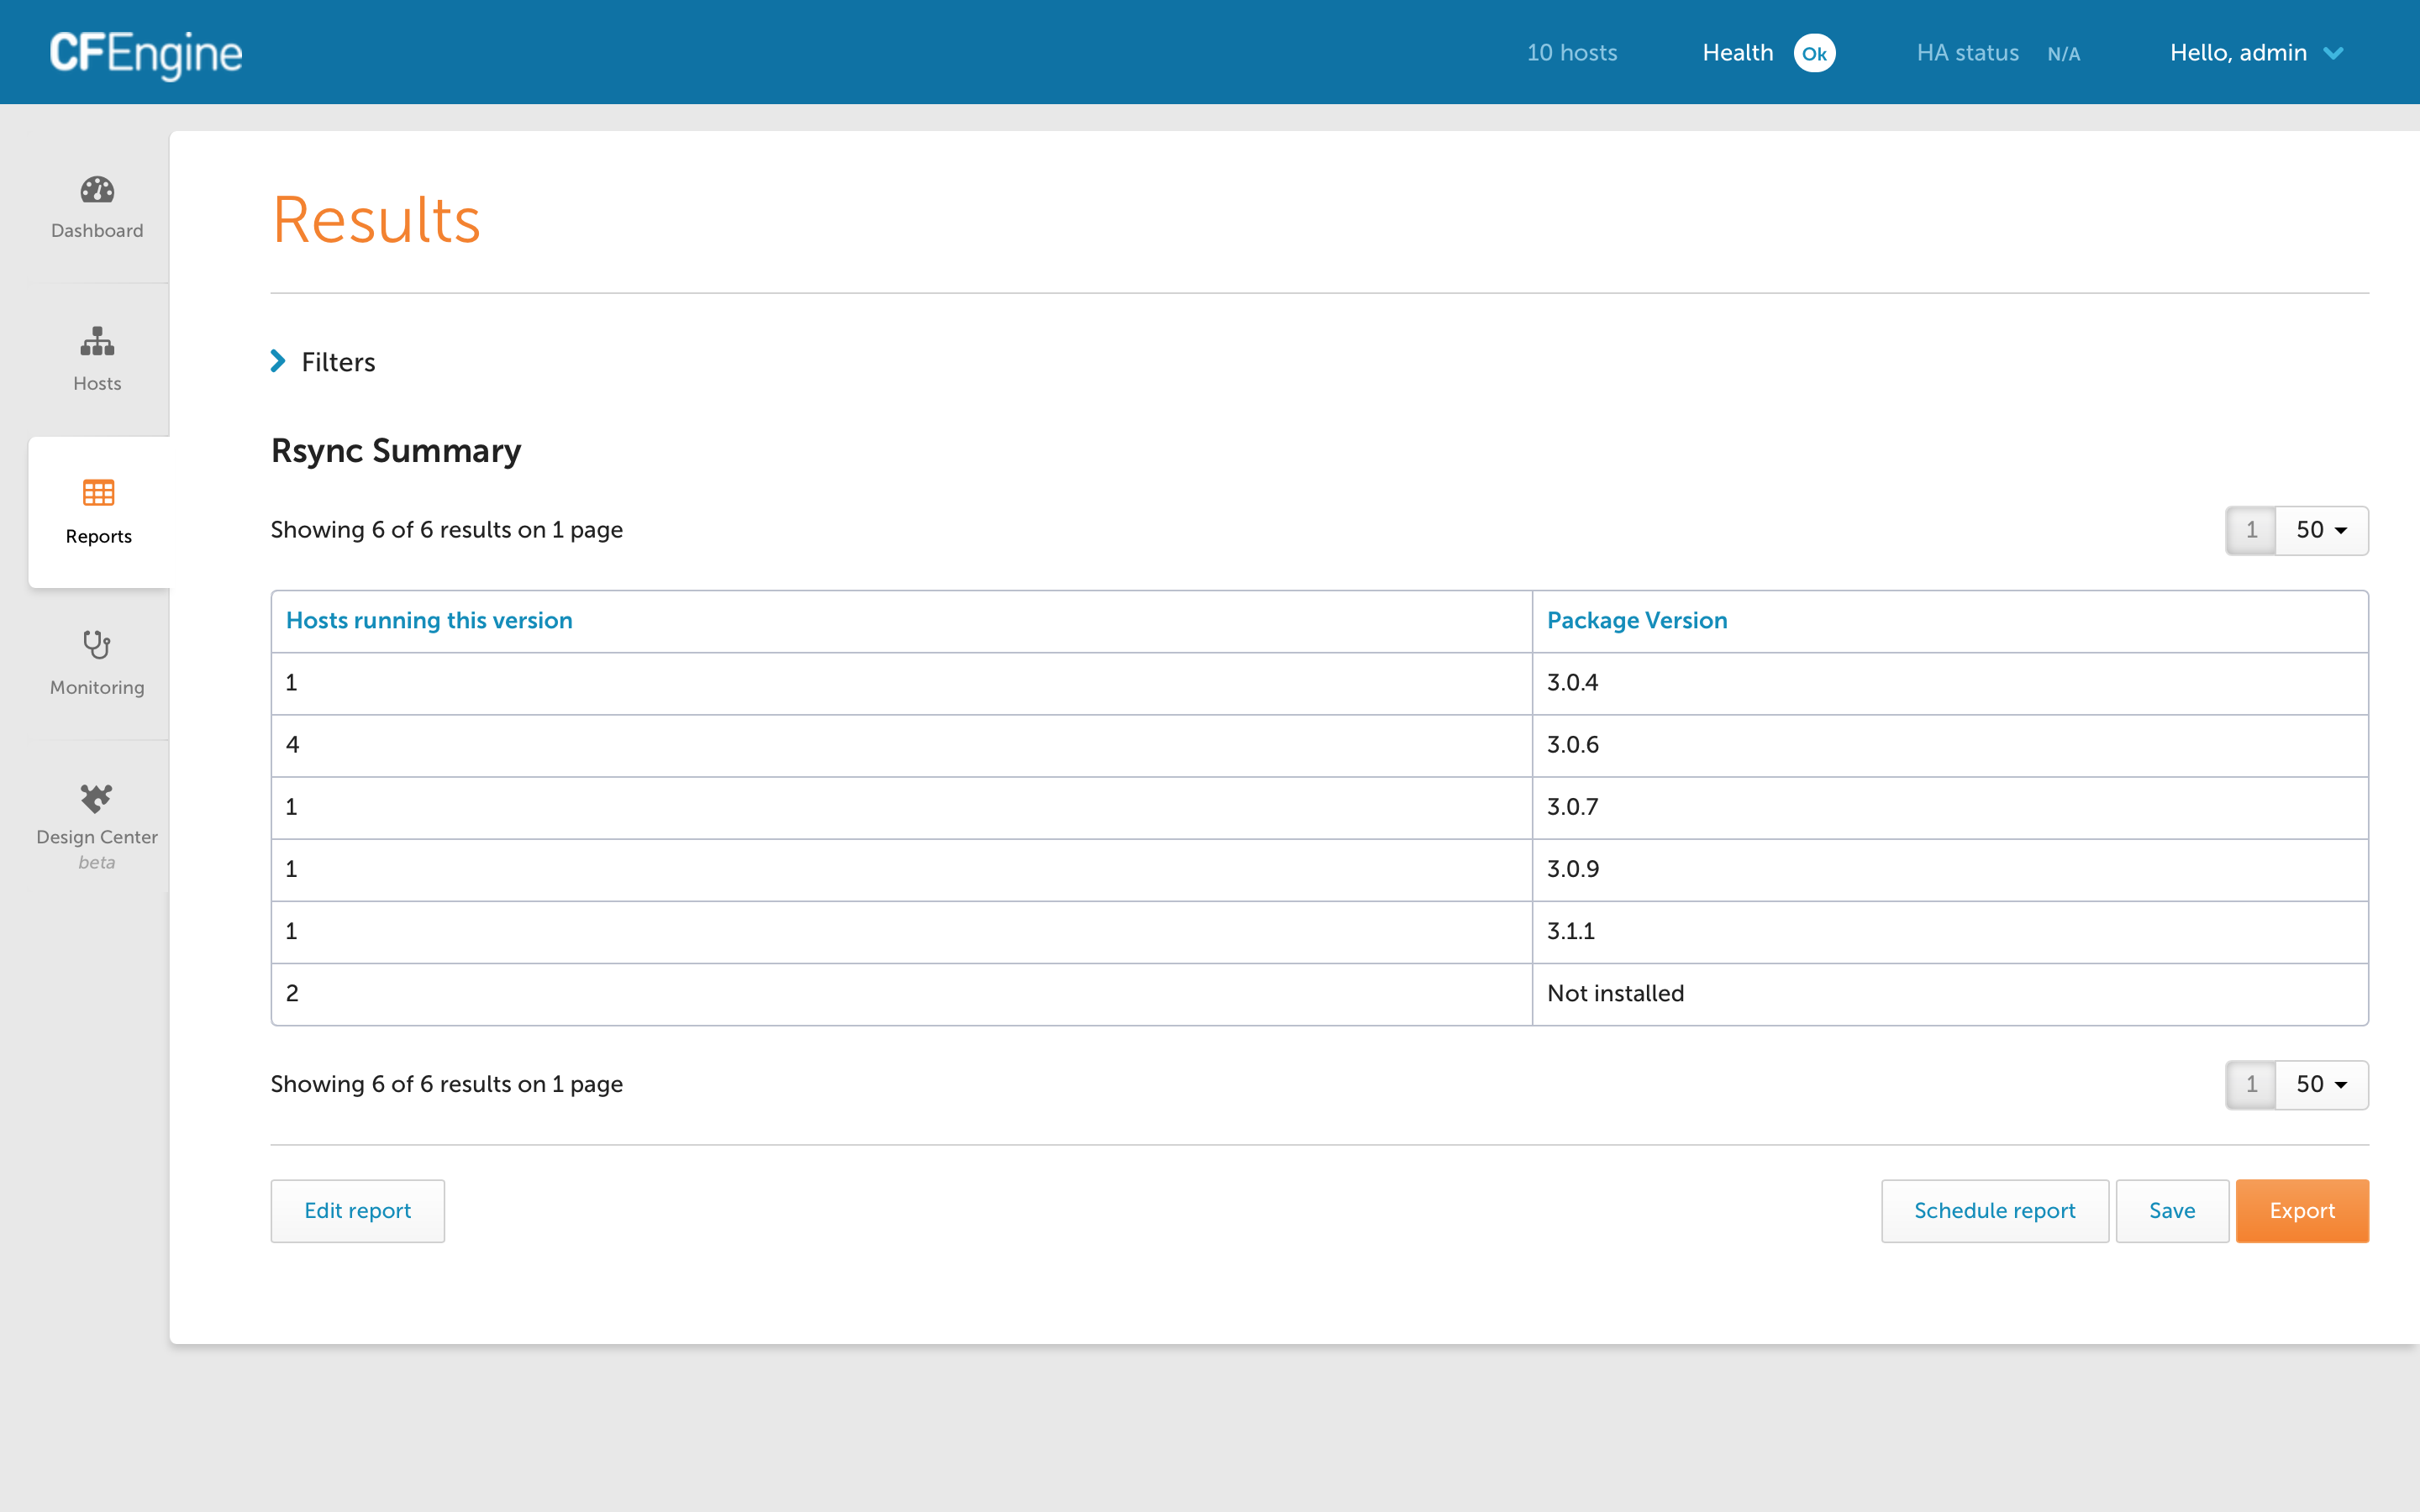 CFEngine
10 hosts Health Ok HA status N/A Hello, admin
Dashboard
Hosts
Reports
Monitoring
Design Center
beta
Results
Filters
Rsync Summary
Showing 6 of 6 results on 1 page 1 50
Hosts running this version Package Version
1 3.0.4
4 3.0.6
1 3.0.7
1 3.0.9
1 3.1.1
2 Not installed
Showing 6 of 6 results on 1 page 1 50
Edit report Schedule report Save Export